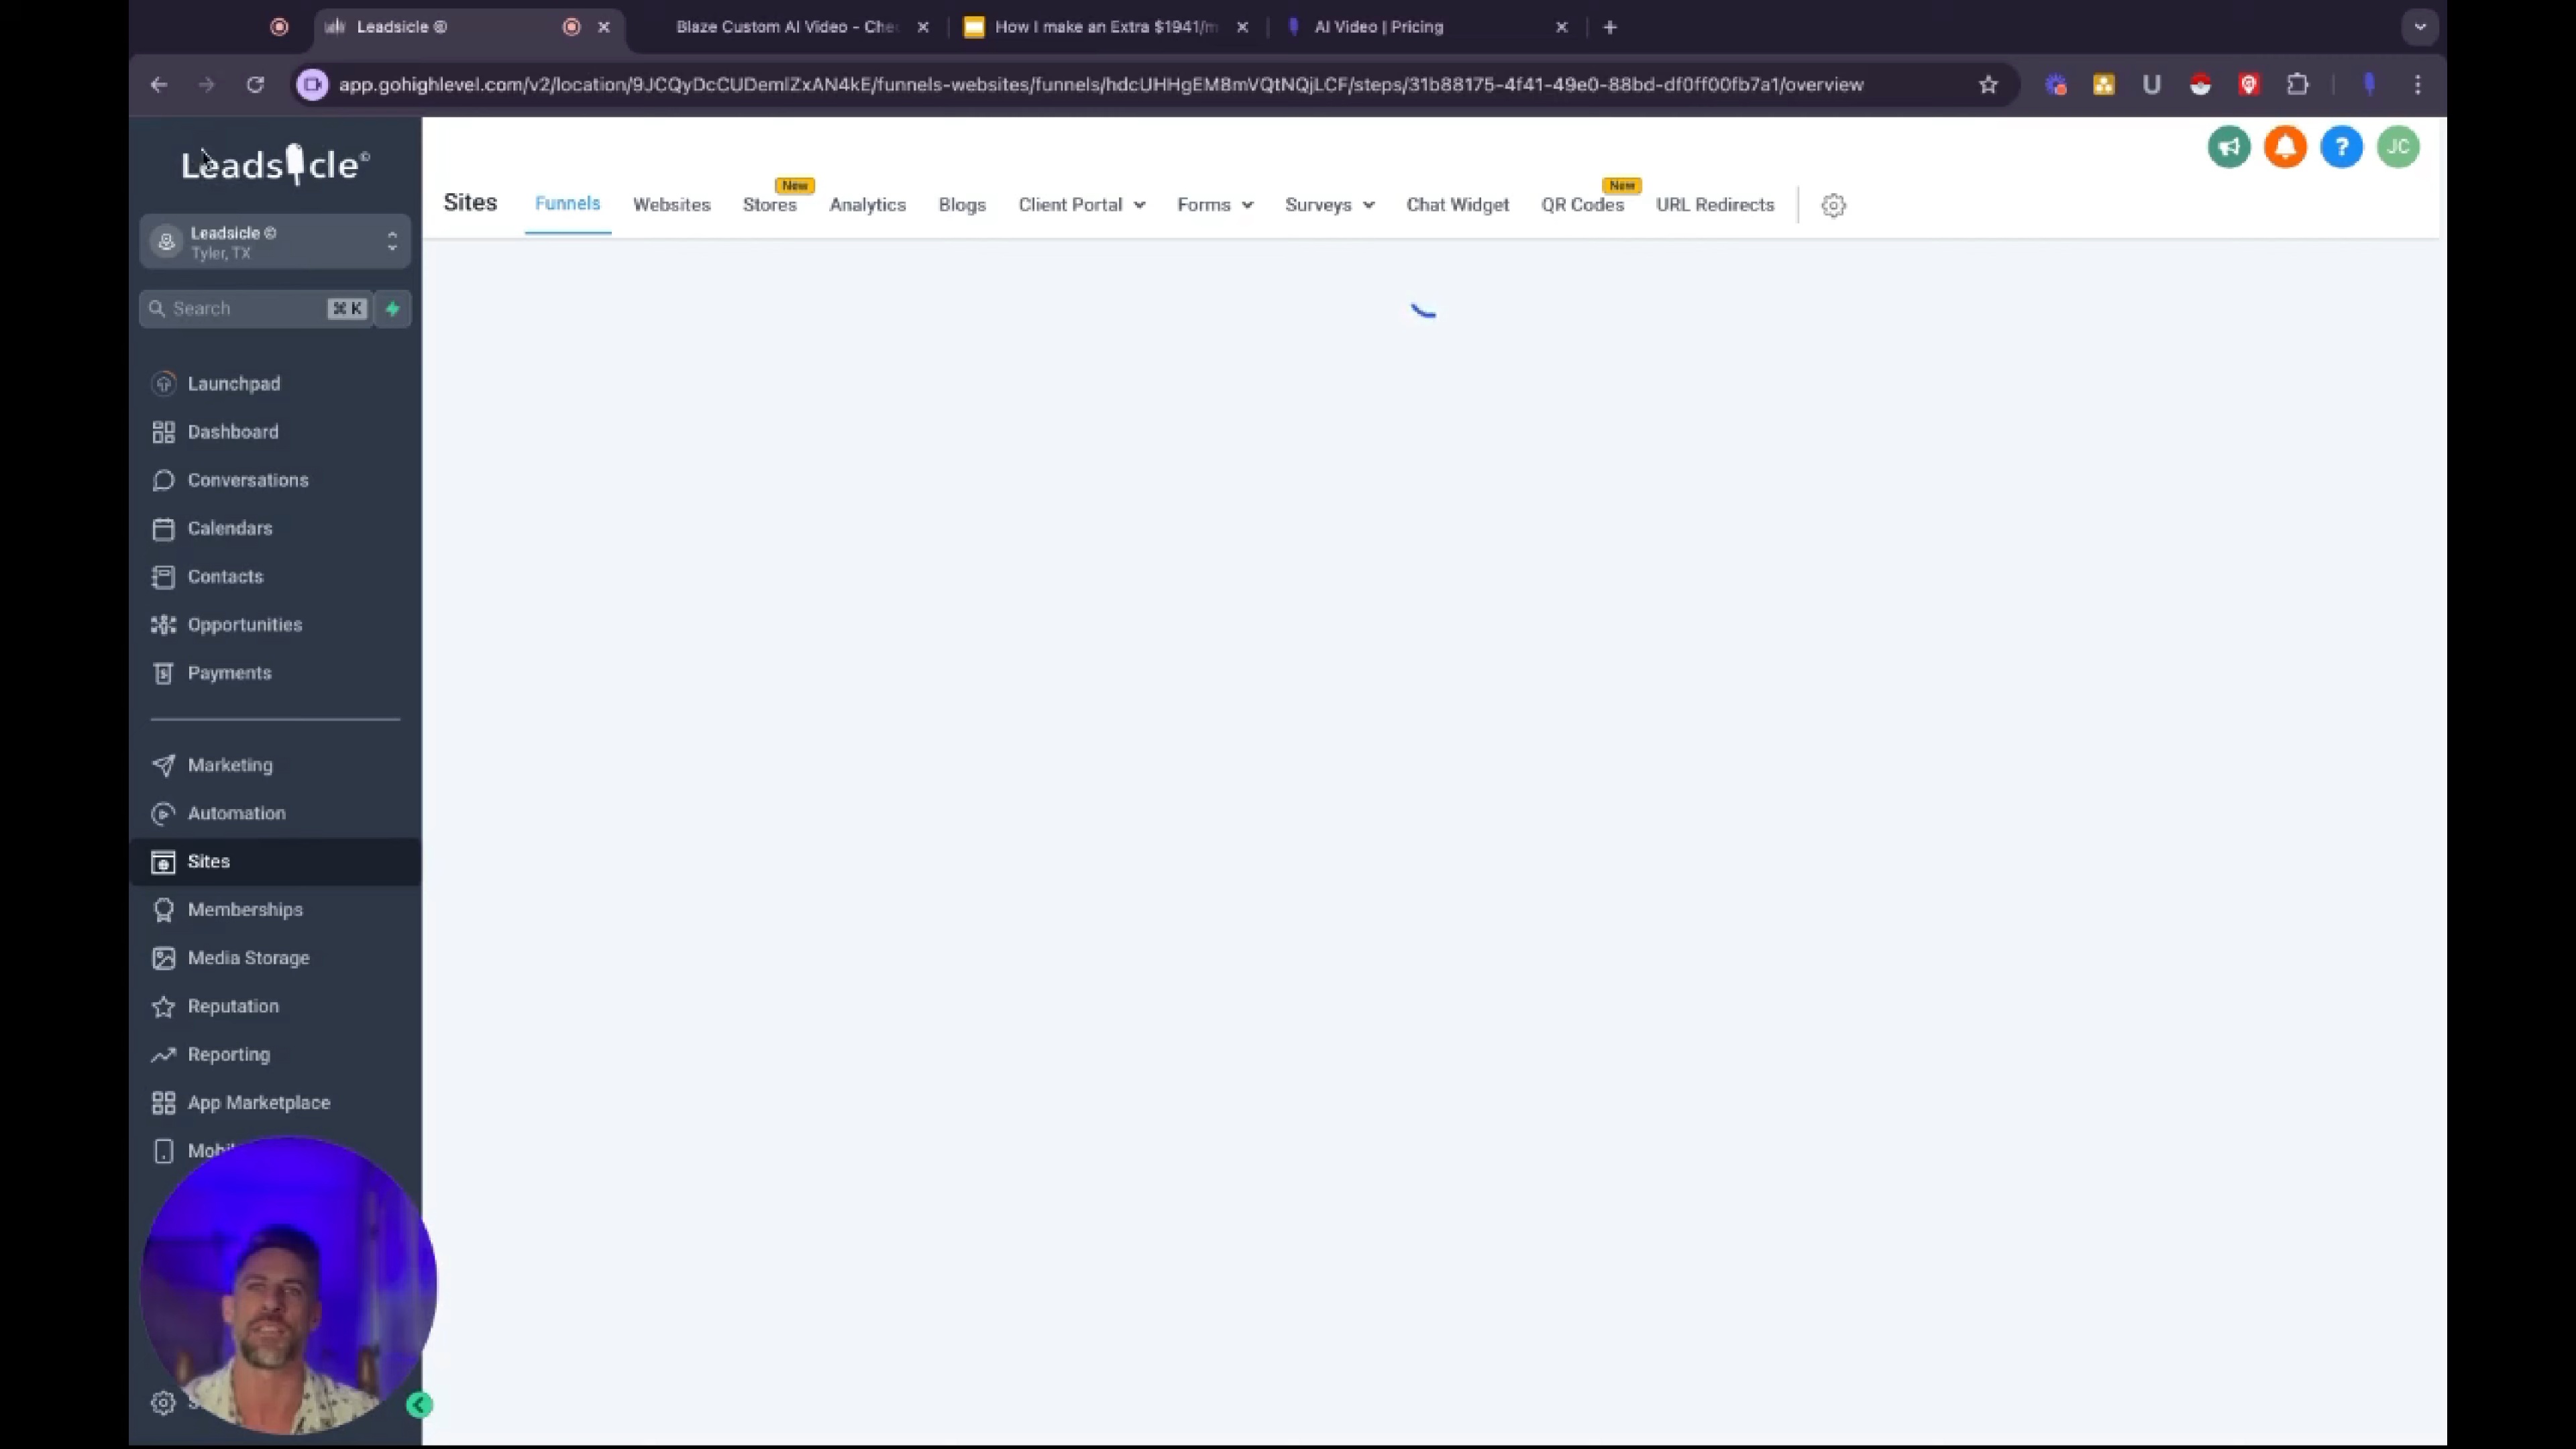 Leadsicle ©
Blaze Custom AI Video - Che
How I make an Extra $1941/m
AI Video | Pricing
app.gohighlevel.com/v2/location/9JCQyDcCUDemlZxAN4kE/funnels-websites/funnels/hdcUHHgEM8mVQtNQjLCF/steps/31b88175-4f41-49e0-88bd-df0ff00fb7a1/overview
U
Leadsicle©
JC
Sites
Funnels
Websites
New
Stores
Analytics
Blogs
Client Portal
Forms
Surveys
Chat Widget
New
QR Codes
URL Redirects
Leadsicle ©
Tyler, TX
Search
⌘ K
Launchpad
Dashboard
Conversations
Calendars
Contacts
Opportunities
Payments
Marketing
Automation
Sites
Memberships
Media Storage
Reputation
Reporting
App Marketplace